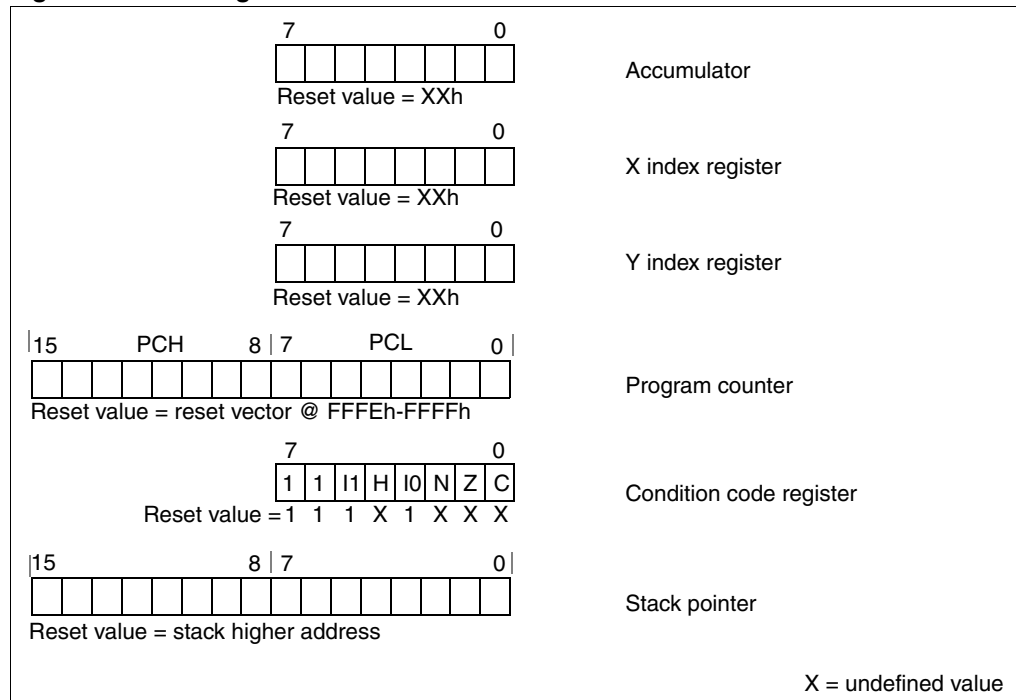 7 0
Accumulator
Reset value = XXh
7 0
X index register
Reset value = XXh
7 0
Y index register
Reset value = XXh
15 PCH 8 7 PCL 0
Program counter
Reset value = reset vector @ FFFEh-FFFFh
7 0
1 1 I1 H I0 N Z C
Condition code register
Reset value = 1 1 1 X 1 X X X
15 8 7 0
Stack pointer
Reset value = stack higher address
X = undefined value